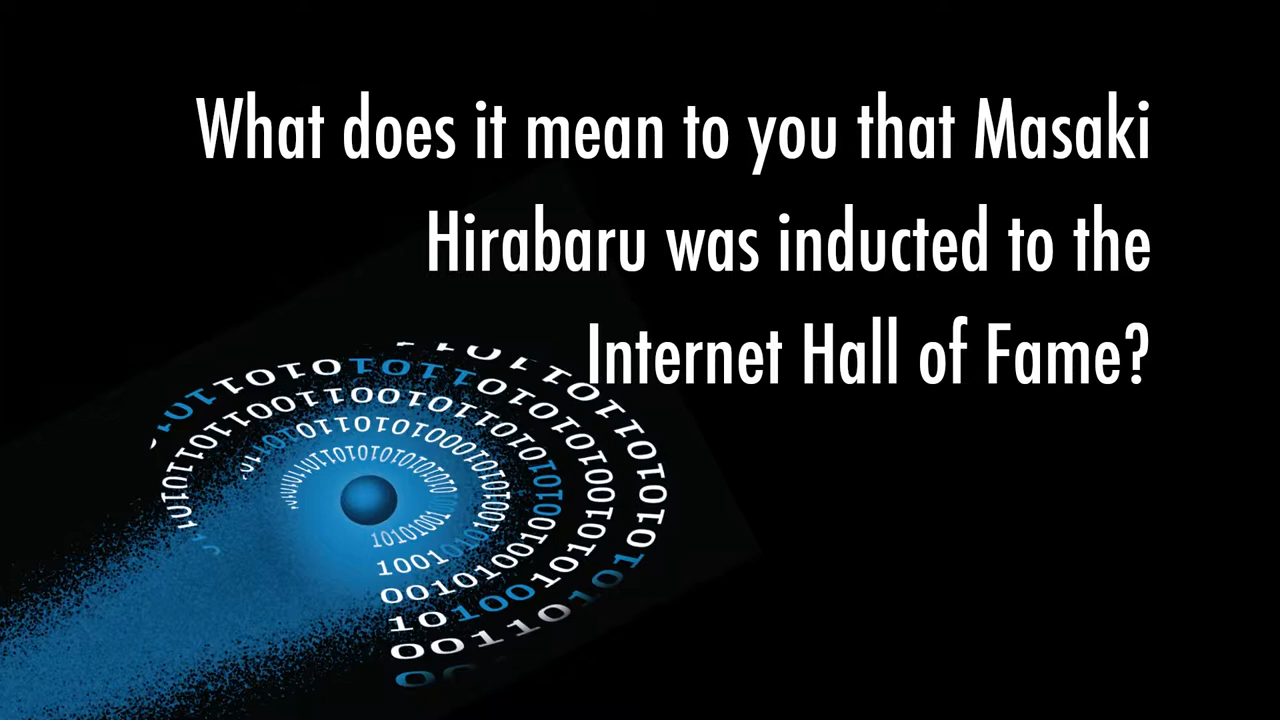 What does it mean to you that Masaki
Hirabaru was inducted to the
Internet Hall of Fame?